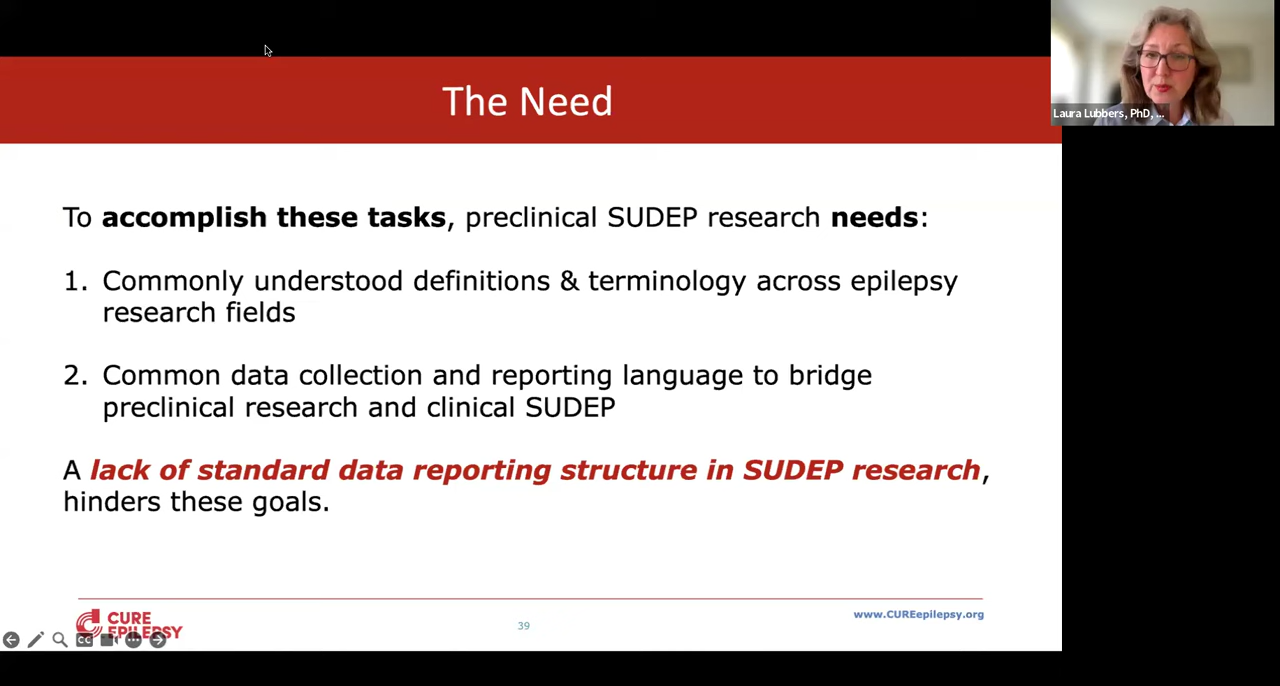 The Need
Laura Lubbers, PhD, ...
To accomplish these tasks, preclinical SUDEP research needs:
1. Commonly understood definitions & terminology across epilepsy
research fields
2. Common data collection and reporting language to bridge
preclinical research and clinical SUDEP
A lack of standard data reporting structure in SUDEP research,
hinders these goals.
CURE
EPILEPSY
39
www.CUREepilepsy.org
CC